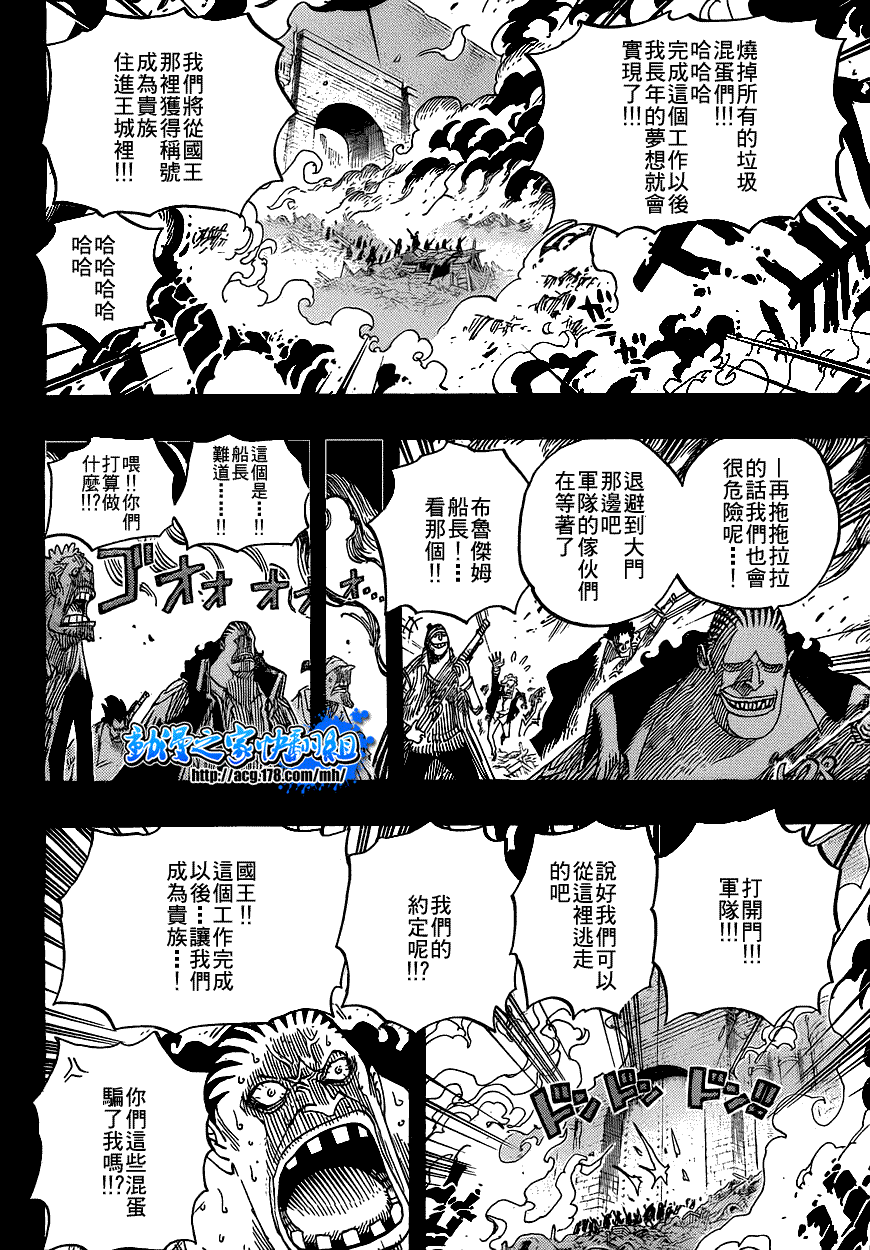 燒掉所有的垃圾
混蛋們!!!
哈哈哈
完成這個工作以後
我長年的夢想就會
實現了!!!
我們將從國王
那裡獲得稱號
成為貴族
住進王城裡!!!
哈哈哈哈
哈哈
一再拖拖拉拉
的話我們也會
很危險呢…!
退避到大門
那邊吧
軍隊的傢伙們
在等著了
布魯傑姆
船長!…
看那個!!
這個是…!!
船長
難道……!!
喂!!你們
打算做
什麼!!?
ゴォォォォォ…
動漫之家快翻組
http://acg.178.com/mh/
打開門!!!
軍隊!!!
說好我們可以
從這裡逃走
的吧
我們的
約定呢!!?
國王!!
這個工作完成
以後…讓我們
成為貴族…!
ドンドンドン!!
你們這些混蛋
騙了我嗎!!?